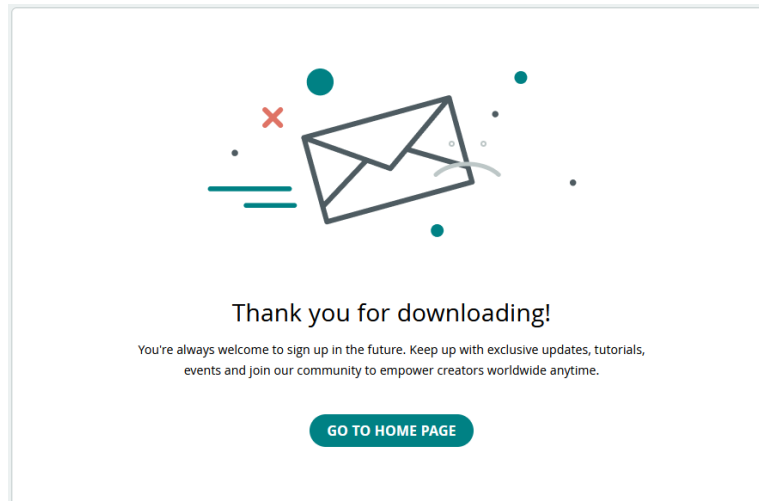 Thank you for downloading!
You're always welcome to sign up in the future. Keep up with exclusive updates, tutorials,
events and join our community to empower creators worldwide anytime.
GO TO HOME PAGE